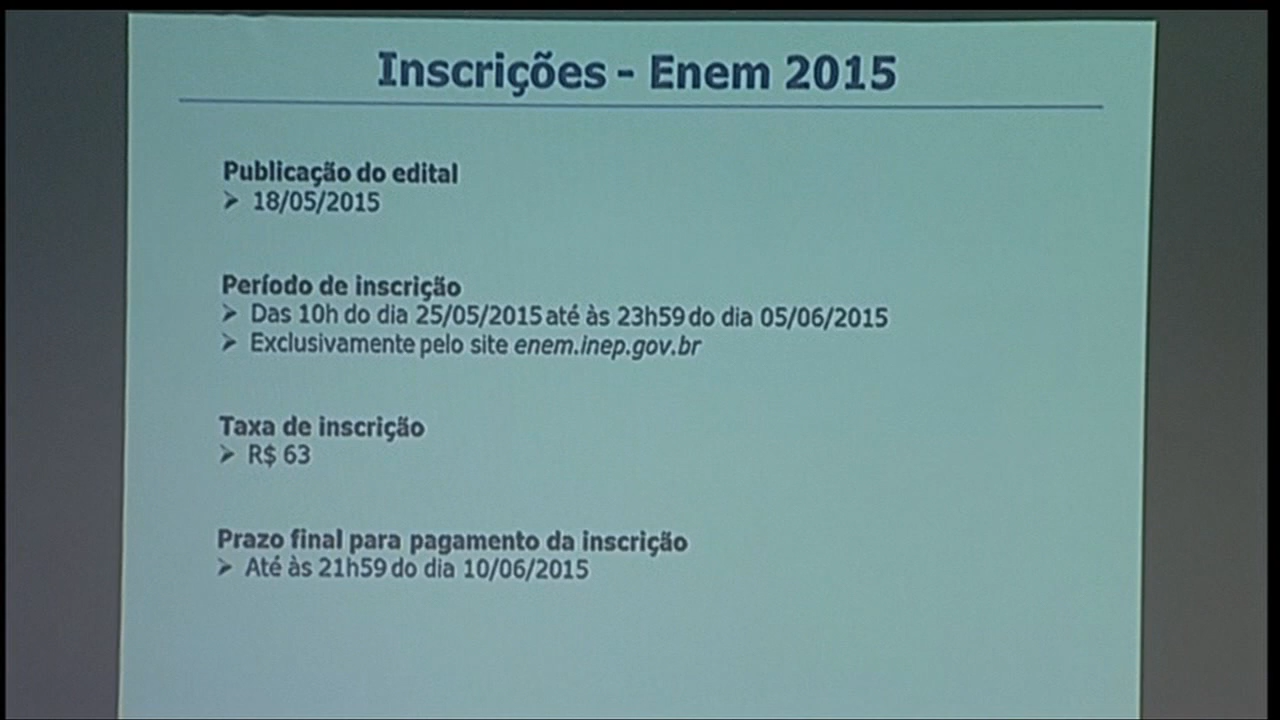 Inscrições - Enem 2015
Publicação do edital
➢ 18/05/2015
Período de inscrição
➢ Das 10h do dia 25/05/2015 até às 23h59 do dia 05/06/2015
➢ Exclusivamente pelo site enem.inep.gov.br
Taxa de inscrição
➢ R$ 63
Prazo final para pagamento da inscrição
➢ Até às 21h59 do dia 10/06/2015